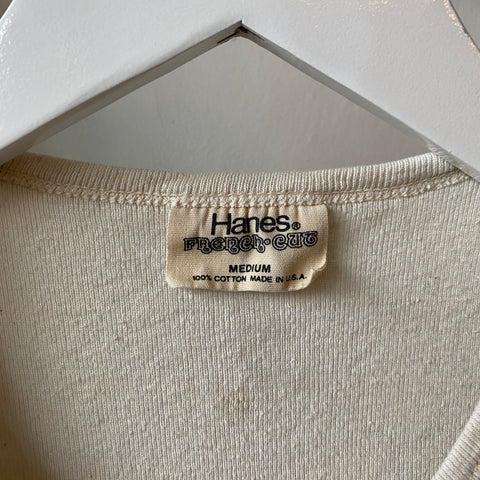 Hanes®
FRENCH•CUT
MEDIUM
100% COTTON MADE IN U.S.A.